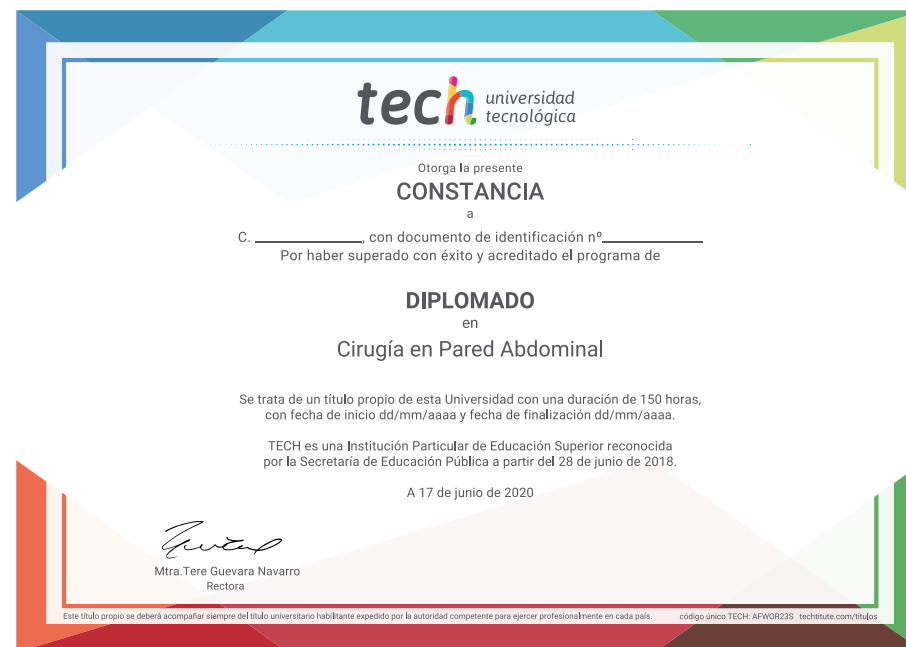 tech universidad
tecnológica
Otorga la presente
CONSTANCIA
a
C. ____________, con documento de identificación nº____________
Por haber superado con éxito y acreditado el programa de
DIPLOMADO
en
Cirugía en Pared Abdominal
Se trata de un título propio de esta Universidad con una duración de 150 horas,
con fecha de inicio dd/mm/aaaa y fecha de finalización dd/mm/aaaa.
TECH es una Institución Particular de Educación Superior reconocida
por la Secretaría de Educación Pública a partir del 28 de junio de 2018.
A 17 de junio de 2020
Mtra.Tere Guevara Navarro
Rectora
Este título propio se deberá acompañar siempre del título universitario habilitante expedido por la autoridad competente para ejercer profesionalmente en cada país. código único TECH: AFWOR23S techtitute.com/titulos